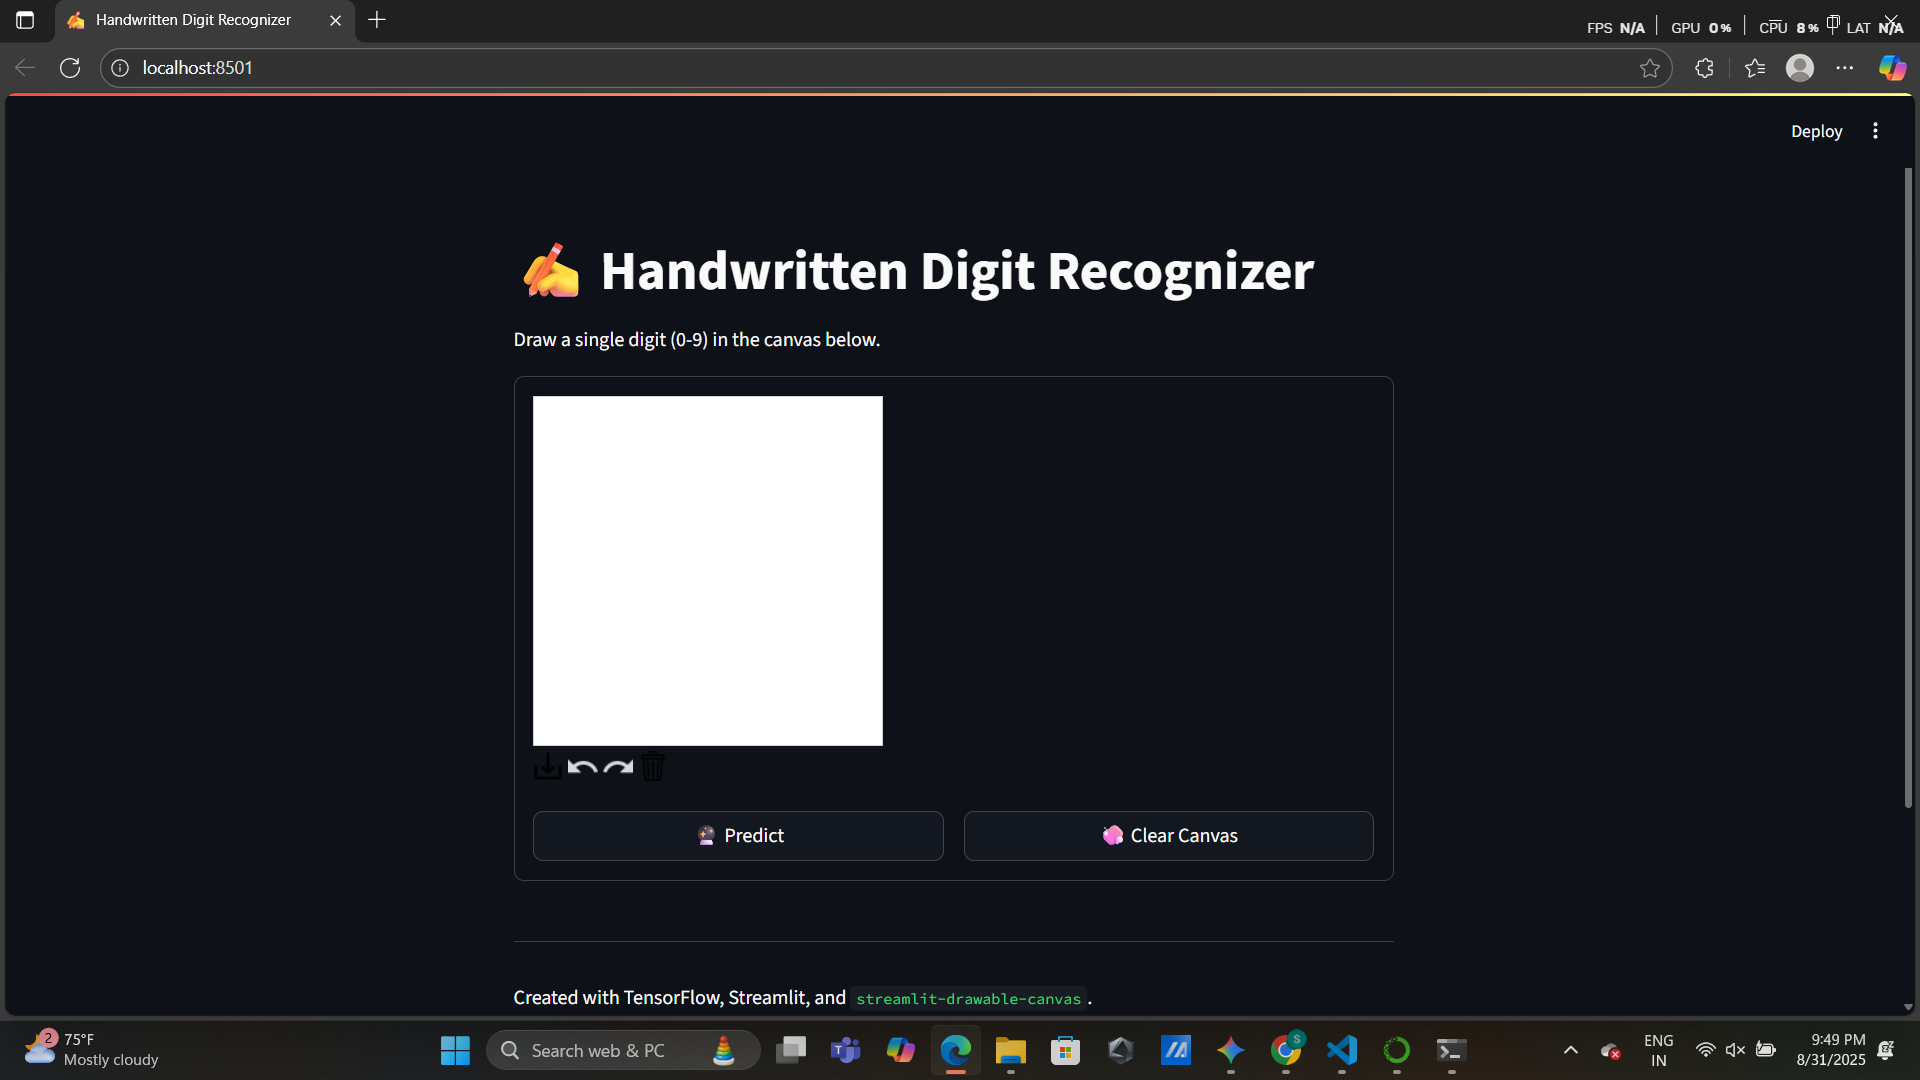 Handwritten Digit Recognizer
FPS N/A GPU 0% CPU 8% LAT N/A
localhost:8501
Deploy
Handwritten Digit Recognizer
Draw a single digit (0-9) in the canvas below.
Predict
Clear Canvas
Created with TensorFlow, Streamlit, and streamlit-drawable-canvas.
2
75°F
Mostly cloudy
Search web & PC
T
S
ENG
IN
9:49 PM
8/31/2025